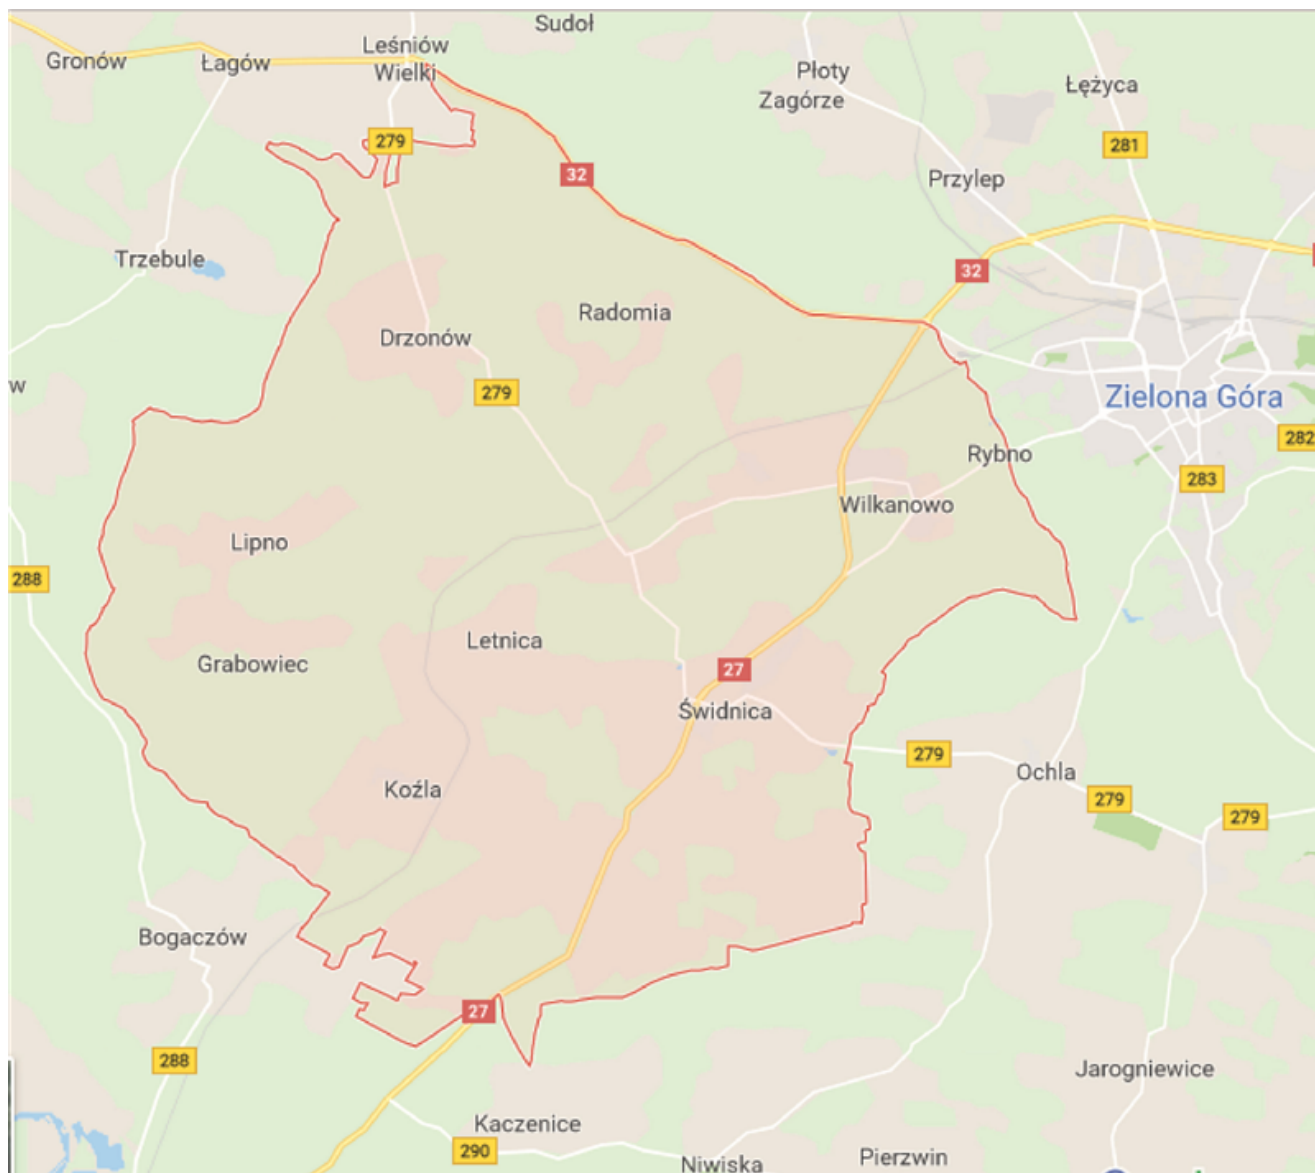 Sudoł
Leśniów
Wielki
Gronów
Łagów
Płoty
Zagórze
Łężyca
279
281
32
Przylep
Trzebule
32
Radomia
Drzonów
w
279
Zielona Góra
282
Rybno
283
Wilkanowo
Lipno
288
Letnica
Grabowiec
27
Świdnica
279
Ochla
Koźla
279
279
Bogaczów
27
288
Jarogniewice
Kaczenice
290
Niwiska
Pierzwin